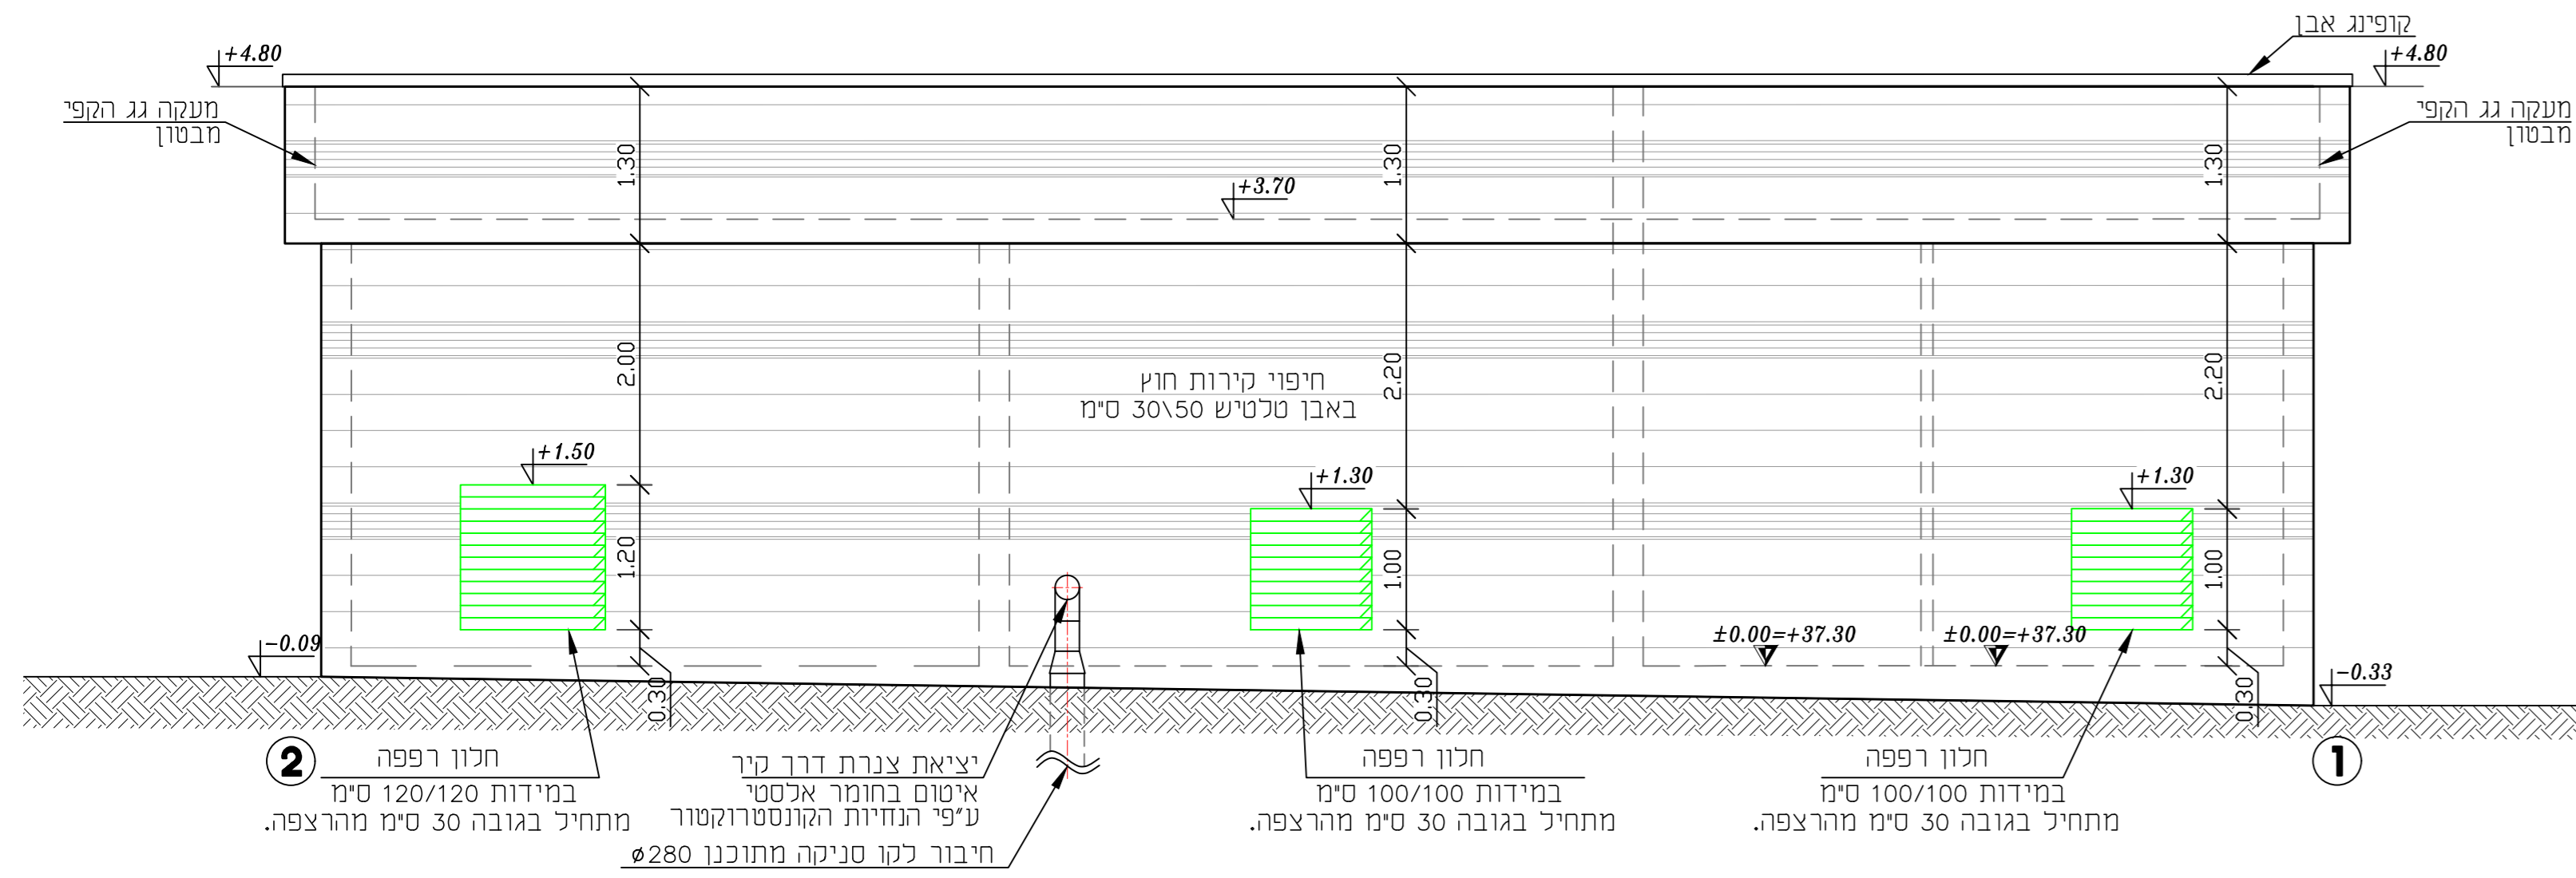 קופינג אבן
+4.80
+4.80
מעקה גג הקפי
מבטון
מעקה גג הקפי
מבטון
1.30
1.30
1.30
+3.70
2.00
2.20
2.20
חיפוי קירות חוץ
באבן טלטיש 30\50 ס"מ
+1.50
+1.30
+1.30
1.20
1.00
1.00
-0.09
±0.00=+37.30
±0.00=+37.30
-0.33
0.30
0.30
0.30
2
1
חלון רפפה
במידות 120/120 ס"מ
מתחיל בגובה 30 ס"מ מהרצפה.
יציאת צנרת דרך קיר
איטום בחומר אלסטי
ע"פי הנחיות הקונסטרוקטור
חיבור לקו סניקה מתוכנן ø280
חלון רפפה
במידות 100/100 ס"מ
מתחיל בגובה 30 ס"מ מהרצפה.
חלון רפפה
במידות 100/100 ס"מ
מתחיל בגובה 30 ס"מ מהרצפה.